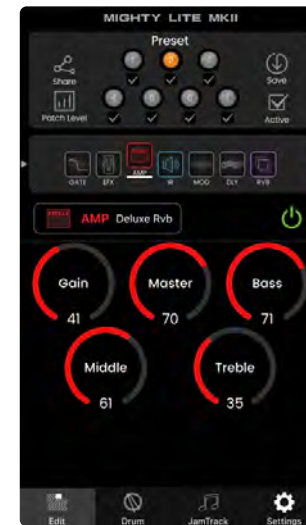 MIGHTY LITE MKII
Preset
Share
Save
Patch Level
Active
GATE EFX AMP IR MOD DLY RVB
AMP Deluxe Rvb
Gain
41
Master
70
Bass
71
Middle
61
Treble
35
Edit Drum JamTrack Settings